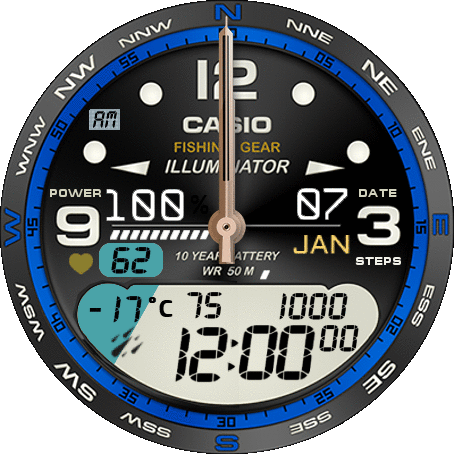 N
NNW NNE
NW NE
12
55 05
AM
50 10
CASIO
FISHING GEAR
ILLUMINATOR
WNW ENE
POWER 100 % 07 DATE
W 45 9 3 15 E
JAN
62 10 YEAR BATTERY STEPS
WR 50 M
-17°C 75 1000
12:00 00
WSW ESS
40 20
SW SE
35 25
SSW SSE
30
S